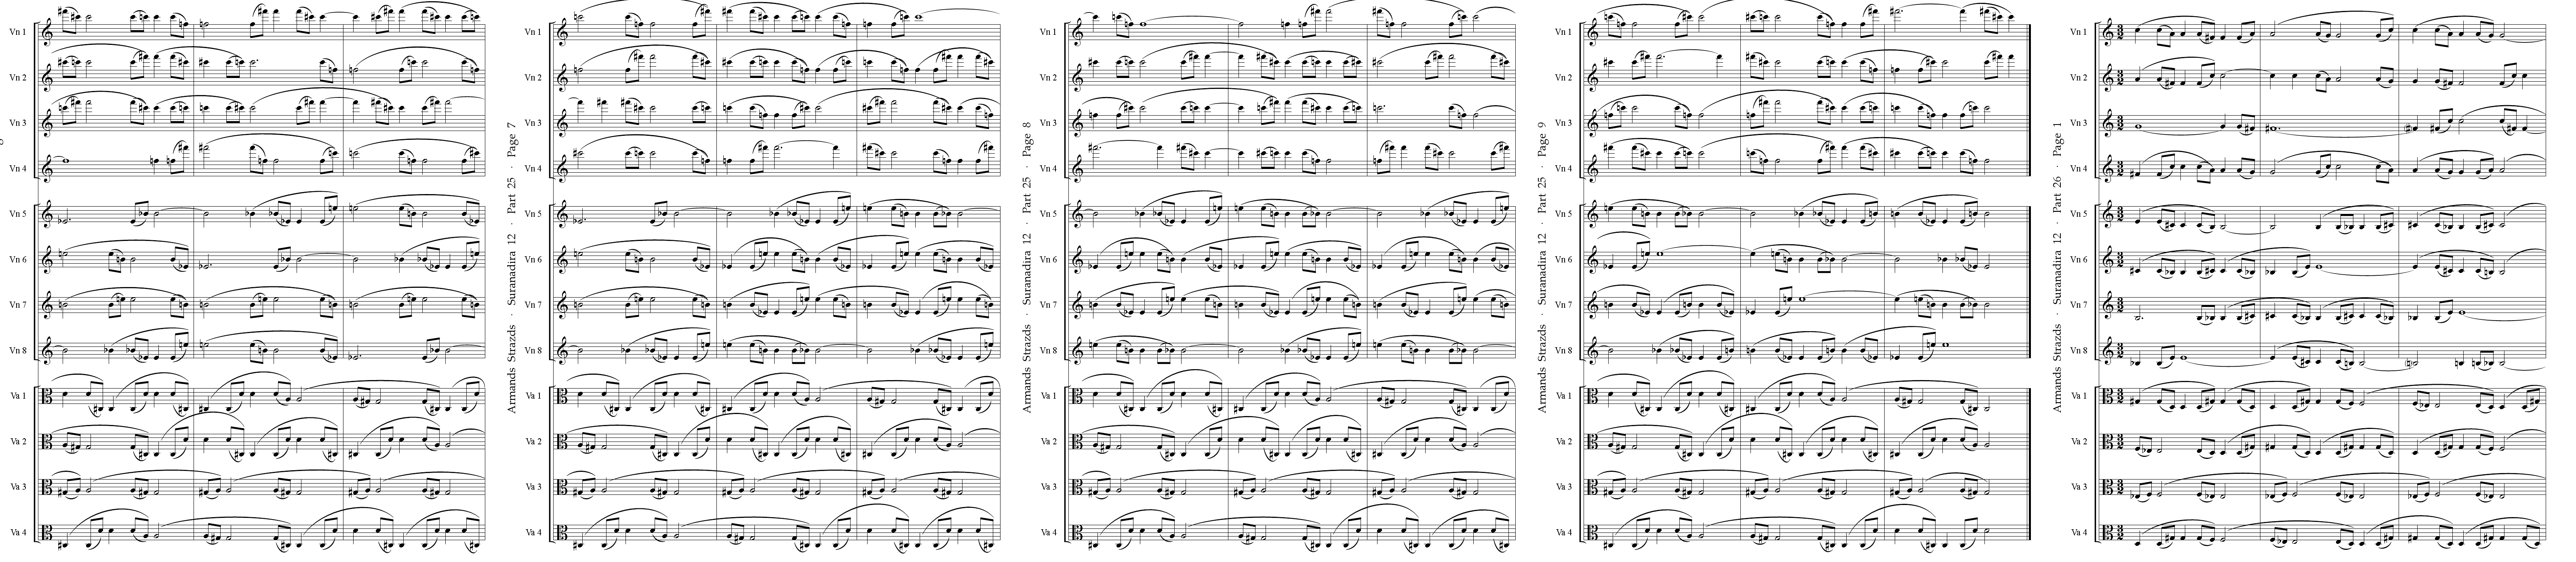 Vn 1
Vn 2
Vn 3
Vn 4
Vn 5
Vn 6
Vn 7
Vn 8
Va 1
Va 2
Va 3
Va 4
Armands Strazds · Suranadira 12 · Part 25 · Page 7
Vn 1
Vn 2
Vn 3
Vn 4
Vn 5
Vn 6
Vn 7
Vn 8
Va 1
Va 2
Va 3
Va 4
Armands Strazds · Suranadira 12 · Part 25 · Page 8
Vn 1
Vn 2
Vn 3
Vn 4
Vn 5
Vn 6
Vn 7
Vn 8
Va 1
Va 2
Va 3
Va 4
Armands Strazds · Suranadira 12 · Part 25 · Page 9
Vn 1
Vn 2
Vn 3
Vn 4
Vn 5
Vn 6
Vn 7
Vn 8
Va 1
Va 2
Va 3
Va 4
Armands Strazds · Suranadira 12 · Part 26 · Page 1
Vn 1
Vn 2
Vn 3
Vn 4
Vn 5
Vn 6
Vn 7
Vn 8
Va 1
Va 2
Va 3
Va 4